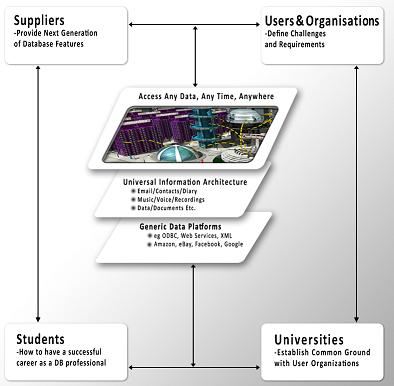 Suppliers
-Provide Next Generation
of Database Features
Users & Organisations
-Define Challenges
and Requirements
Access Any Data, Any Time, Anywhere
Universal Information Architecture
Email/Contacts/Diary
Music/Voice/Recordings
Data/Documents Etc.
Generic Data Platforms
eg ODBC, Web Services, XML
Amazon, eBay, Facebook, Google
Students
-How to have a successful
career as a DB professional
Universities
-Establish Common Ground
with User Organizations